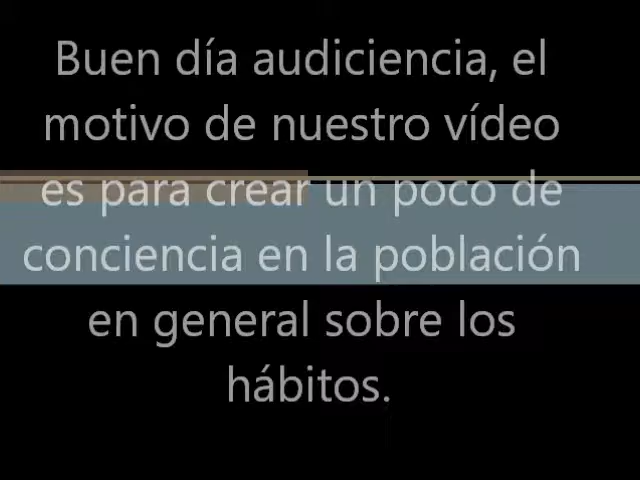 Buen día audiciencia, el
motivo de nuestro vídeo
es para crear un poco de
conciencia en la población
en general sobre los
hábitos.